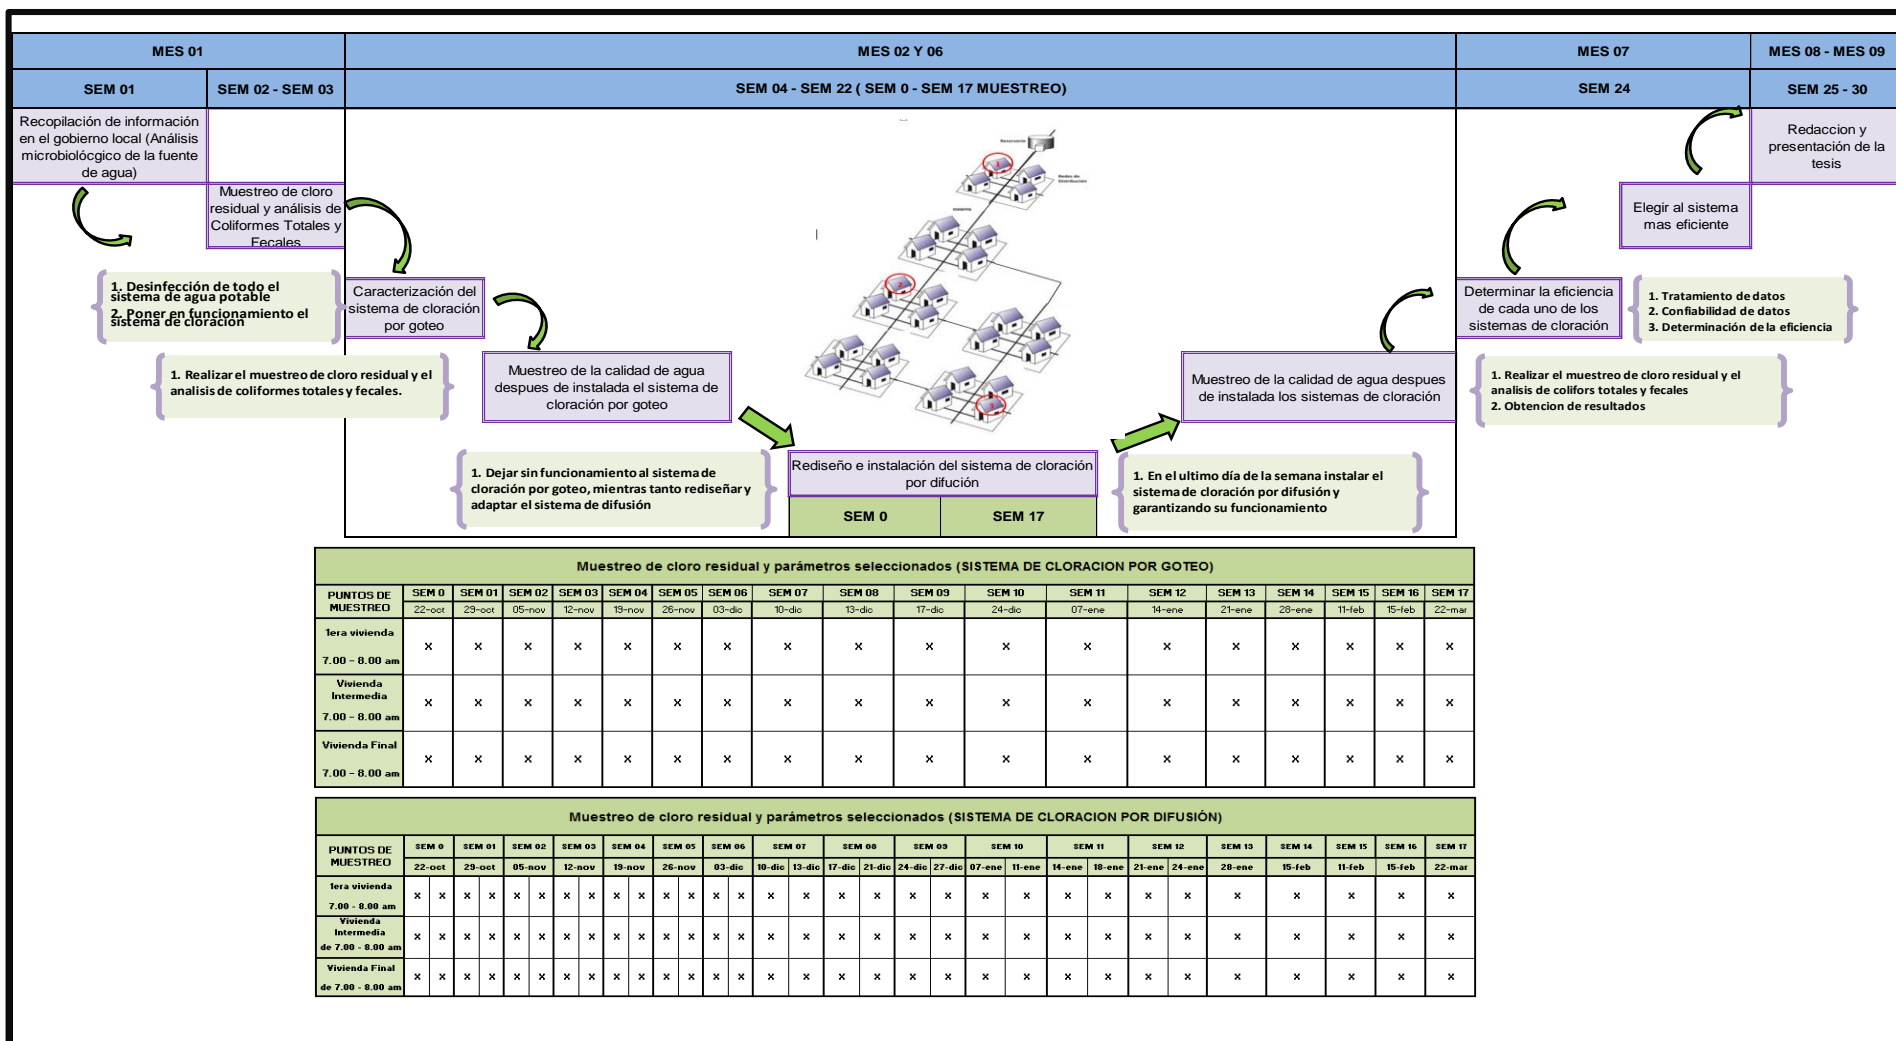 MES 01
MES 02 Y 06
MES 07
MES 08 - MES 09
SEM 01
SEM 02 - SEM 03
SEM 04 - SEM 22 ( SEM 0 - SEM 17 MUESTREO)
SEM 24
SEM 25 - 30
Recopilación de información
en el gobierno local (Análisis
microbiolócgico de la fuente
de agua)
Muestreo de cloro
residual y análisis de
Coliformes Totales y
Fecales
1. Desinfección de todo el
sistema de agua potable
2. Poner en funcionamiento el
sistema de cloración
Caracterización del
sistema de cloración
por goteo
1. Realizar el muestreo de cloro residual y el
analisis de coliformes totales y fecales.
Muestreo de la calidad de agua
despues de instalada el sistema de
cloración por goteo
1. Dejar sin funcionamiento al sistema de
cloración por goteo, mientras tanto rediseñar y
adaptar el sistema de difusión
Reservorio
Redes de
Distribución
1
2
3
Rediseño e instalación del sistema de cloración
por difución
SEM 0
SEM 17
1. En el ultimo día de la semana instalar el
sistema de cloración por difusión y
garantizando su funcionamiento
Muestreo de la calidad de agua despues
de instalada los sistemas de cloración
Determinar la eficiencia
de cada uno de los
sistemas de cloración
1. Tratamiento de datos
2. Confiabilidad de datos
3. Determinación de la eficiencia
1. Realizar el muestreo de cloro residual y el
analisis de colifors totales y fecales
2. Obtencion de resultados
Elegir al sistema
mas eficiente
Redaccion y
presentación de la
tesis
Muestreo de cloro residual y parámetros seleccionados (SISTEMA DE CLORACION POR GOTEO)
PUNTOS DE
MUESTREO
SEM 0 SEM 01 SEM 02 SEM 03 SEM 04 SEM 05 SEM 06 SEM 07 SEM 08 SEM 09 SEM 10 SEM 11 SEM 12 SEM 13 SEM 14 SEM 15 SEM 16 SEM 17
22-oct 29-oct 05-nov 12-nov 19-nov 26-nov 03-dic 10-dic 13-dic 17-dic 24-dic 07-ene 14-ene 21-ene 28-ene 11-feb 15-feb 22-mar
1era vivienda
7.00 - 8.00 am
x x x x x x x x x x x x x x x x x x
Vivienda
Intermedia
7.00 - 8.00 am
x x x x x x x x x x x x x x x x x x
Vivienda Final
7.00 - 8.00 am
x x x x x x x x x x x x x x x x x x
Muestreo de cloro residual y parámetros seleccionados (SISTEMA DE CLORACION POR DIFUSIÓN)
PUNTOS DE
MUESTREO
SEM 0 SEM 01 SEM 02 SEM 03 SEM 04 SEM 05 SEM 06 SEM 07 SEM 08 SEM 09 SEM 10 SEM 11 SEM 12 SEM 13 SEM 14 SEM 15 SEM 16 SEM 17
22-oct 29-oct 05-nov 12-nov 19-nov 26-nov 03-dic 10-dic 13-dic 17-dic 21-dic 24-dic 27-dic 07-ene 11-ene 14-ene 18-ene 21-ene 24-ene 28-ene 15-feb 11-feb 15-feb 22-mar
1era vivienda
7.00 - 8.00 am
x x x x x x x x x x x x x x x x x x x x x x x x x x x x x x x
Vivienda
Intermedia
de 7.00 - 8.00 am
x x x x x x x x x x x x x x x x x x x x x x x x x x x x x x x
Vivienda Final
de 7.00 - 8.00 am
x x x x x x x x x x x x x x x x x x x x x x x x x x x x x x x